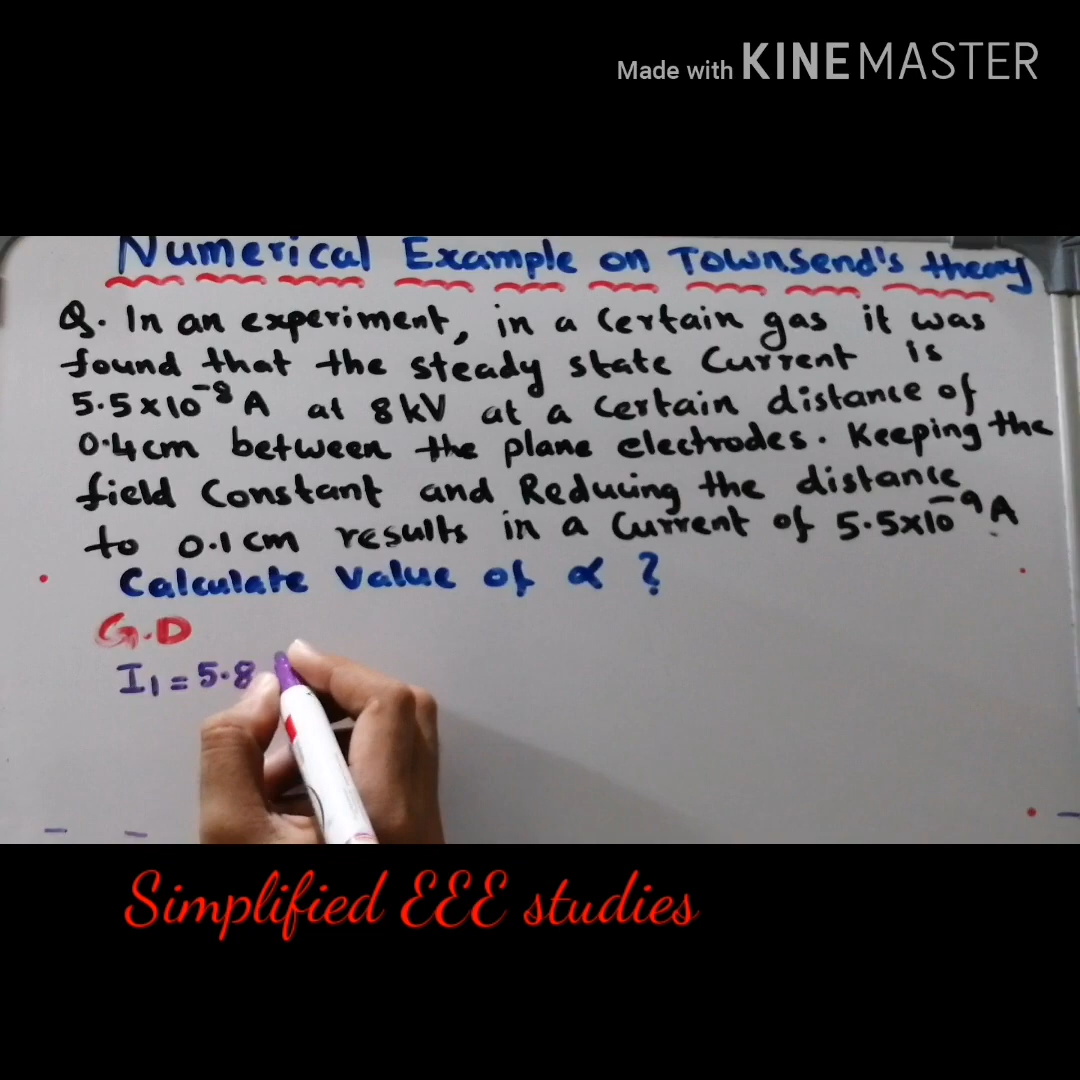 Made with KINEMASTER
Numerical Example on Townsend's theory
Q. In an experiment, in a certain gas it was
found that the steady state Current is
5.5x10⁻⁸ A at 8kV at a certain distance of
0.4cm between the plane electrodes. Keeping the
field Constant and Reducing the distance
to 0.1cm results in a Current of 5.5x10⁻⁹A
Calculate value of α ?
G.D
I₁ = 5.8
Simplified EEE studies